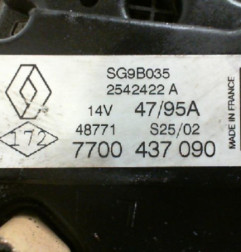 SG9B035
2542422 A
14V 47/95A
172 48771 S25/02
7700 437 090
MADE IN FRANCE